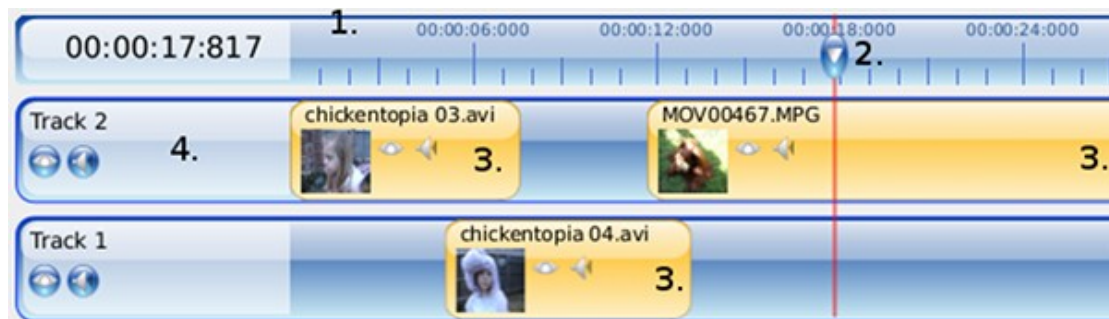 1.
00:00:06:000 00:00:12:000 00:00:18:000 00:00:24:000
00:00:17:817
2.
Track 2
4.
chickentopia 03.avi
3.
MOV00467.MPG
3.
Track 1
chickentopia 04.avi
3.